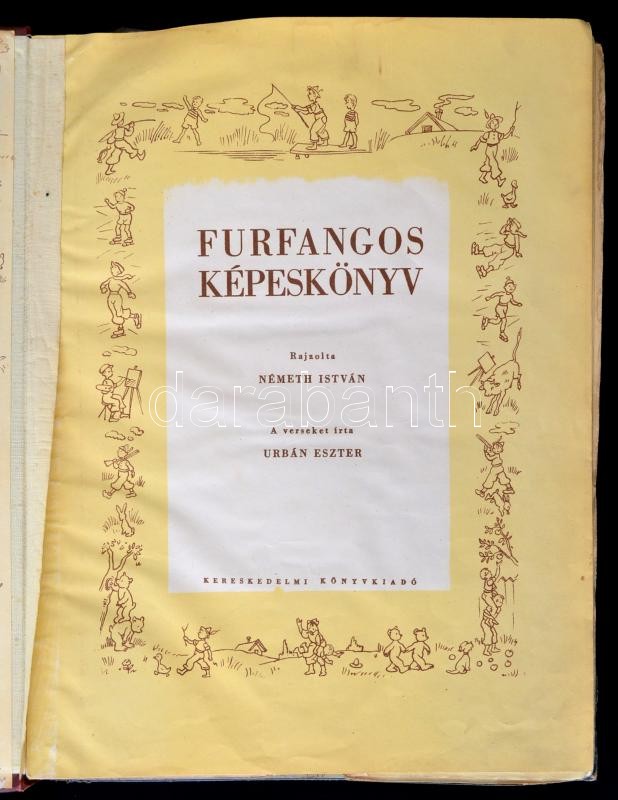 FURFANGOS
KÉPESKÖNYV
Rajzolta
NÉMETH ISTVÁN
darabanth
A verseket írta
URBÁN ESZTER
KERESKEDELMI KÖNYVKIADÓ